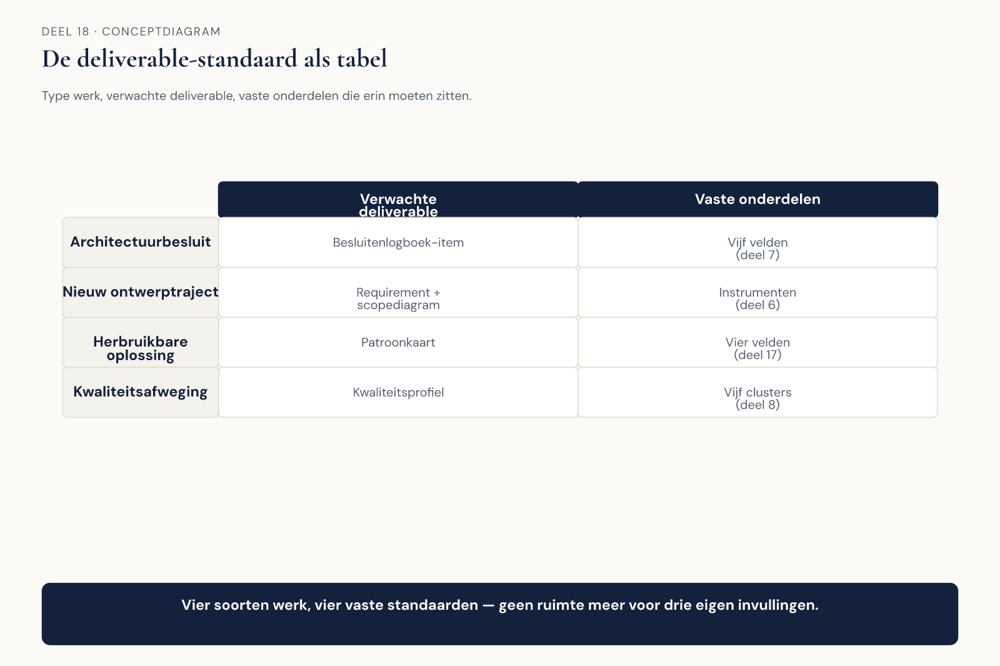 DEEL 18 · CONCEPTDIAGRAM
De deliverable-standaard als tabel
Type werk, verwachte deliverable, vaste onderdelen die erin moeten zitten.
Verwachte
deliverable
Vaste onderdelen
Architectuurbesluit
Besluitenlogboek-item
Vijf velden
(deel 7)
Nieuw ontwerptraject
Requirement +
scopediagram
Instrumenten
(deel 6)
Herbruikbare
oplossing
Patroonkaart
Vier velden
(deel 17)
Kwaliteitsafweging
Kwaliteitsprofiel
Vijf clusters
(deel 8)
Vier soorten werk, vier vaste standaarden — geen ruimte meer voor drie eigen invullingen.